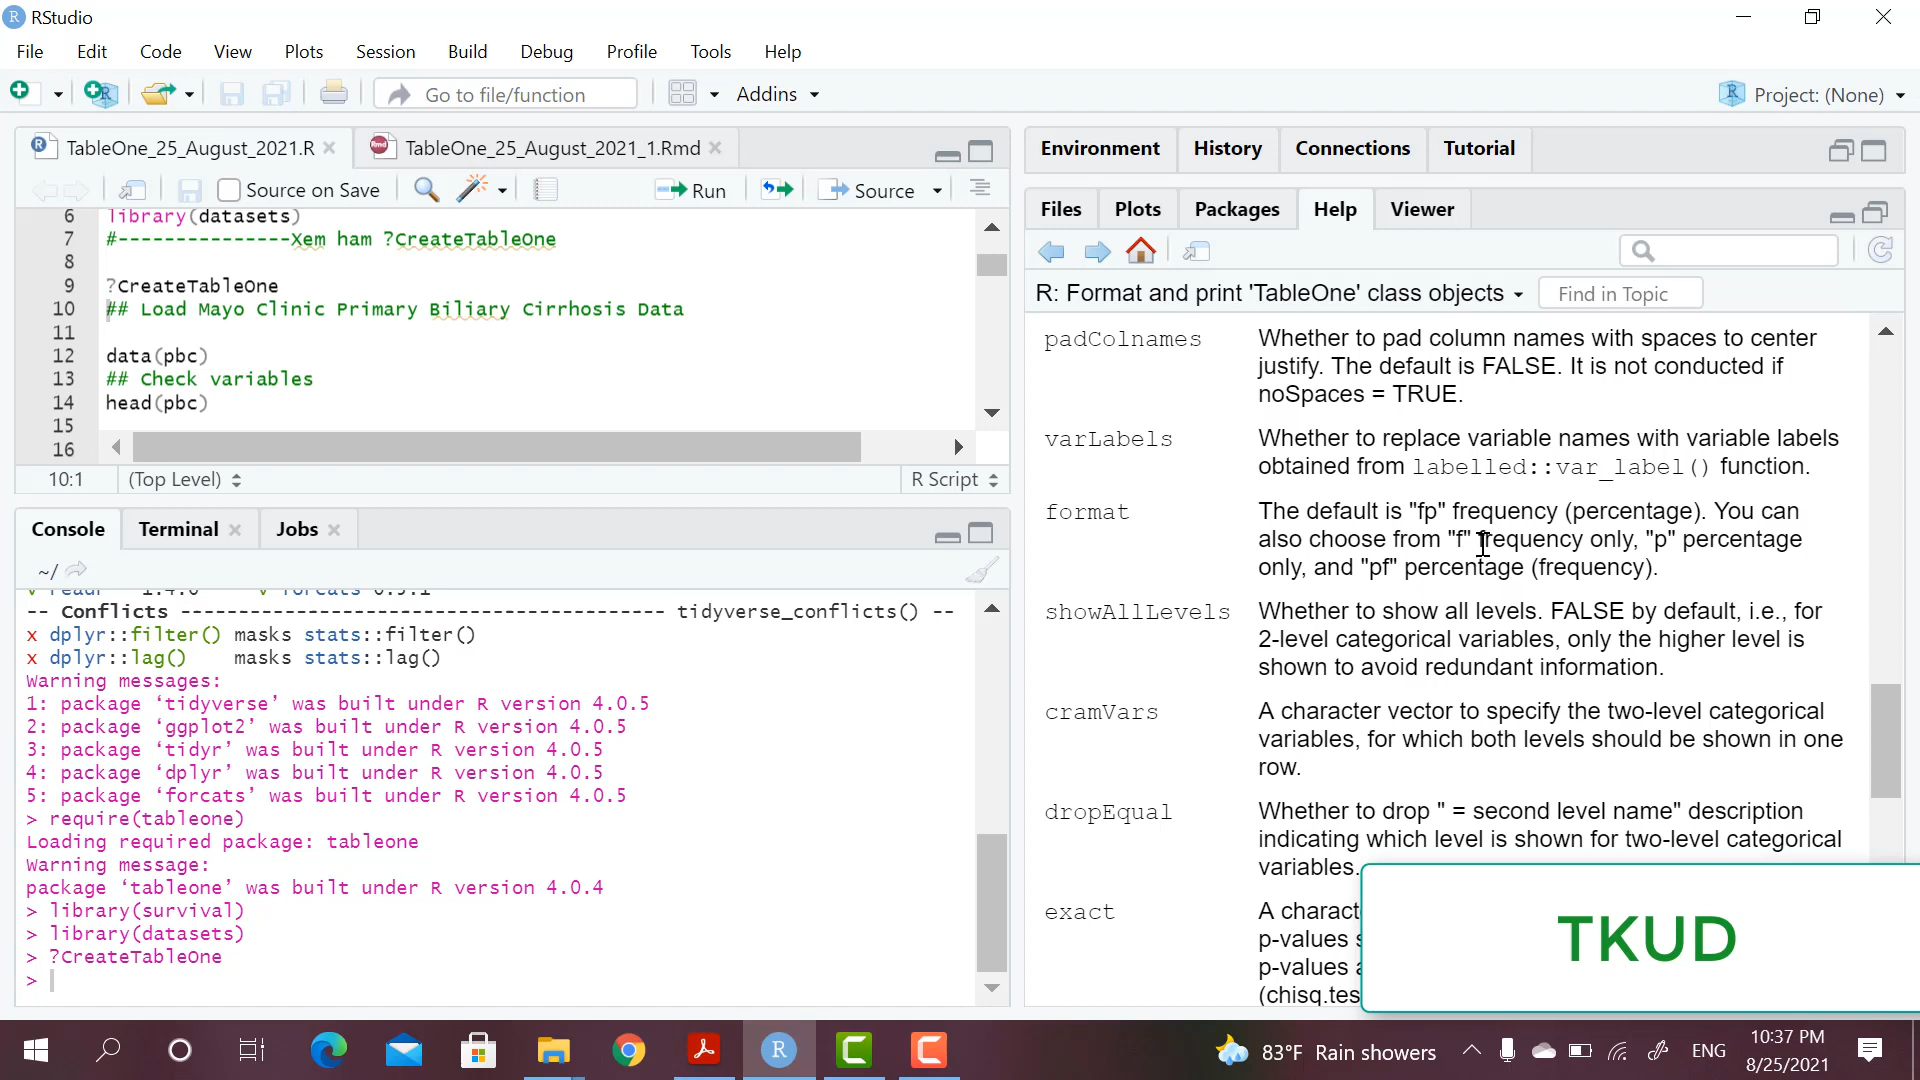 RStudio
File Edit Code View Plots Session Build Debug Profile Tools Help
Go to file/function Addins Project: (None)
TableOne_25_August_2021.R TableOne_25_August_2021_1.Rmd
Source on Save Run Source
6 library(datasets)
7 #---------------Xem ham ?CreateTableOne
8
9 ?CreateTableOne
10 ## Load Mayo Clinic Primary Biliary Cirrhosis Data
11
12 data(pbc)
13 ## Check variables
14 head(pbc)
15
16
10:1 (Top Level) R Script
Console Terminal Jobs
~/
-- Conflicts ------------------------------------------ tidyverse_conflicts() --
x dplyr::filter() masks stats::filter()
x dplyr::lag() masks stats::lag()
Warning messages:
1: package ‘tidyverse’ was built under R version 4.0.5
2: package ‘ggplot2’ was built under R version 4.0.5
3: package ‘tidyr’ was built under R version 4.0.5
4: package ‘dplyr’ was built under R version 4.0.5
5: package ‘forcats’ was built under R version 4.0.5
> require(tableone)
Loading required package: tableone
Warning message:
package ‘tableone’ was built under R version 4.0.4
> library(survival)
> library(datasets)
> ?CreateTableOne
>
Environment History Connections Tutorial
Files Plots Packages Help Viewer
R: Format and print 'TableOne' class objects Find in Topic
padColnames Whether to pad column names with spaces to center
justify. The default is FALSE. It is not conducted if
noSpaces = TRUE.
varLabels Whether to replace variable names with variable labels
obtained from labelled::var_label() function.
format The default is "fp" frequency (percentage). You can
also choose from "f" frequency only, "p" percentage
only, and "pf" percentage (frequency).
showAllLevels Whether to show all levels. FALSE by default, i.e., for
2-level categorical variables, only the higher level is
shown to avoid redundant information.
cramVars A character vector to specify the two-level categorical
variables, for which both levels should be shown in one
row.
dropEqual Whether to drop " = second level name" description
indicating which level is shown for two-level categorical
variables.
exact A charact
p-values
p-values
(chisq.tes
TKUD
83°F Rain showers ENG 10:37 PM
8/25/2021